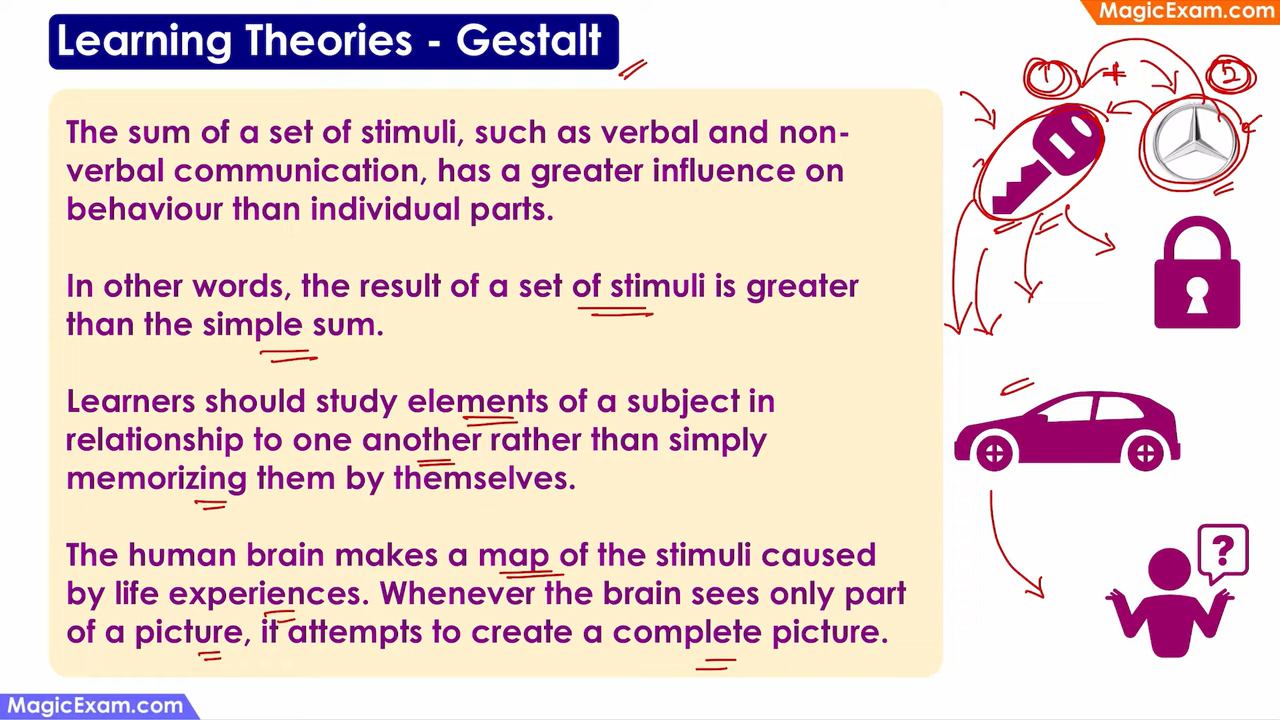 MagicExam.com
Learning Theories - Gestalt
1 + 2
The sum of a set of stimuli, such as verbal and non-
verbal communication, has a greater influence on
behaviour than individual parts.
In other words, the result of a set of stimuli is greater
than the simple sum.
Learners should study elements of a subject in
relationship to one another rather than simply
memorizing them by themselves.
The human brain makes a map of the stimuli caused
by life experiences. Whenever the brain sees only part
of a picture, it attempts to create a complete picture.
?
MagicExam.com